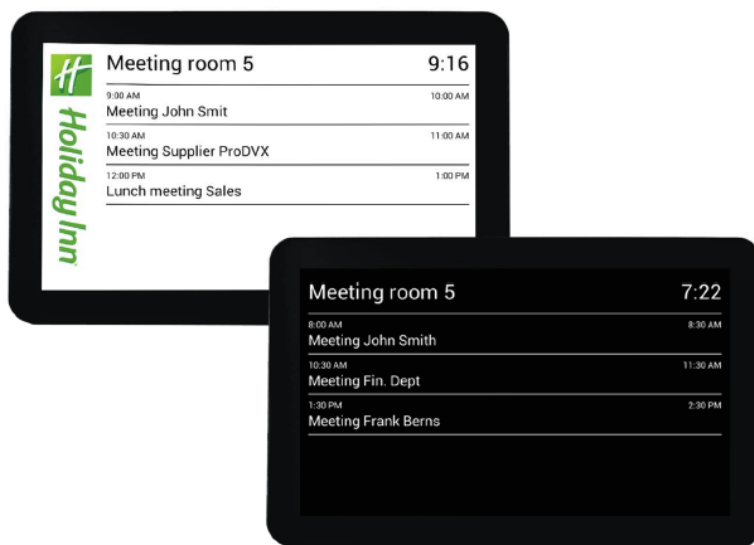 Holiday Inn
Meeting room 5 9:16
9:00 AM 10:00 AM
Meeting John Smit
10:30 AM 11:00 AM
Meeting Supplier ProDVX
12:00 PM 1:00 PM
Lunch meeting Sales
Meeting room 5 7:22
8:00 AM 8:30 AM
Meeting John Smith
10:30 AM 11:30 AM
Meeting Fin. Dept
1:30 PM 2:30 PM
Meeting Frank Berns